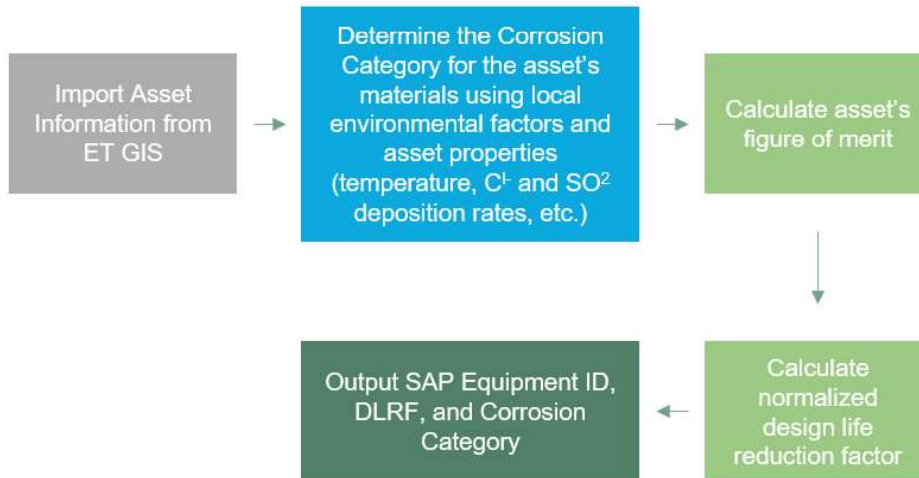 Import Asset
Information from
ET GIS
Determine the Corrosion
Category for the asset's
materials using local
environmental factors and
asset properties
(temperature, Cˡ⁻ and SO²
deposition rates, etc.)
Calculate asset's
figure of merit
Calculate
normalized
design life
reduction factor
Output SAP Equipment ID,
DLRF, and Corrosion
Category